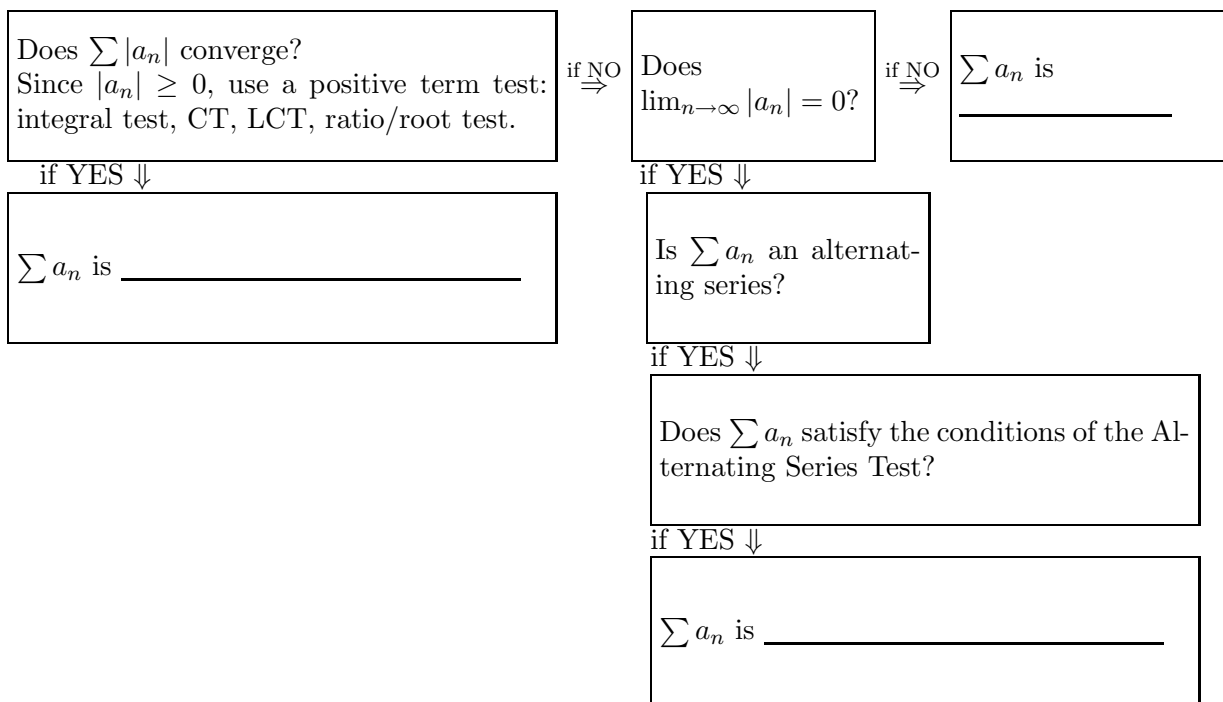 Does ∑ |aₙ| converge?
Since |aₙ| ≥ 0, use a positive term test:
integral test, CT, LCT, ratio/root test.
if NO
⇒
Does
limₙ→∞ |aₙ| = 0?
if NO
⇒
∑ aₙ is
if YES ⇓
if YES ⇓
∑ aₙ is
Is ∑ aₙ an alternat-
ing series?
if YES ⇓
Does ∑ aₙ satisfy the conditions of the Al-
ternating Series Test?
if YES ⇓
∑ aₙ is